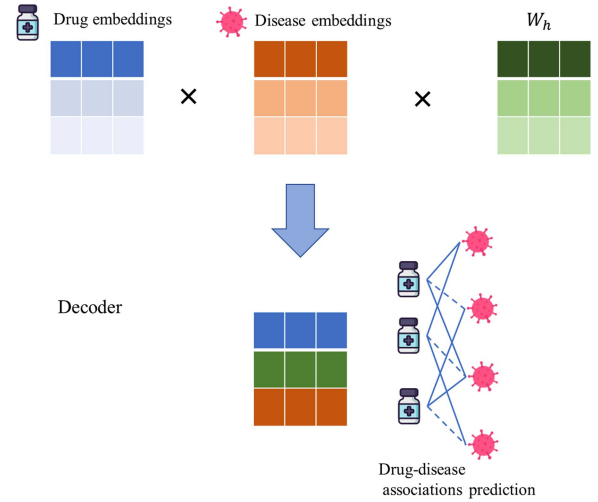 Drug embeddings
Disease embeddings
W_h
×
×
Decoder
Drug-disease
associations prediction